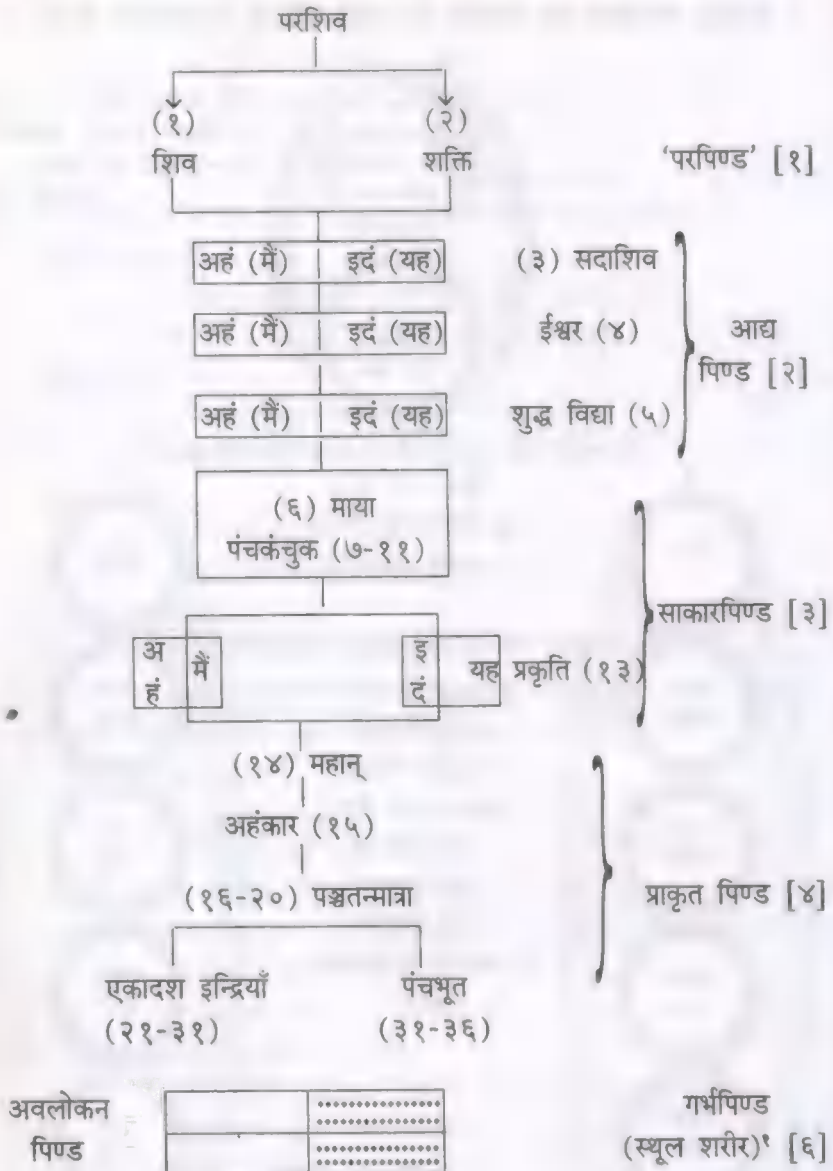 परशिव
(१) (२)
शिव शक्ति 'परपिण्ड' [१]
अहं (मैं) इदं (यह) (३) सदाशिव
अहं (मैं) इदं (यह) ईश्वर (४) आद्य
पिण्ड [२]
अहं (मैं) इदं (यह) शुद्ध विद्या (५)
(६) माया
पंचकंचुक (७-११)
साकारपिण्ड [३]
अहं मैं इदं यह प्रकृति (१३)
(१४) महान्
अहंकार (१५)
(१६-२०) पञ्चतन्मात्रा प्राकृत पिण्ड [४]
एकादश इन्द्रियाँ पंचभूत
(२१-३१) (३१-३६)
अवलोकन गर्भपिण्ड
पिण्ड (स्थूल शरीर)१ [६]